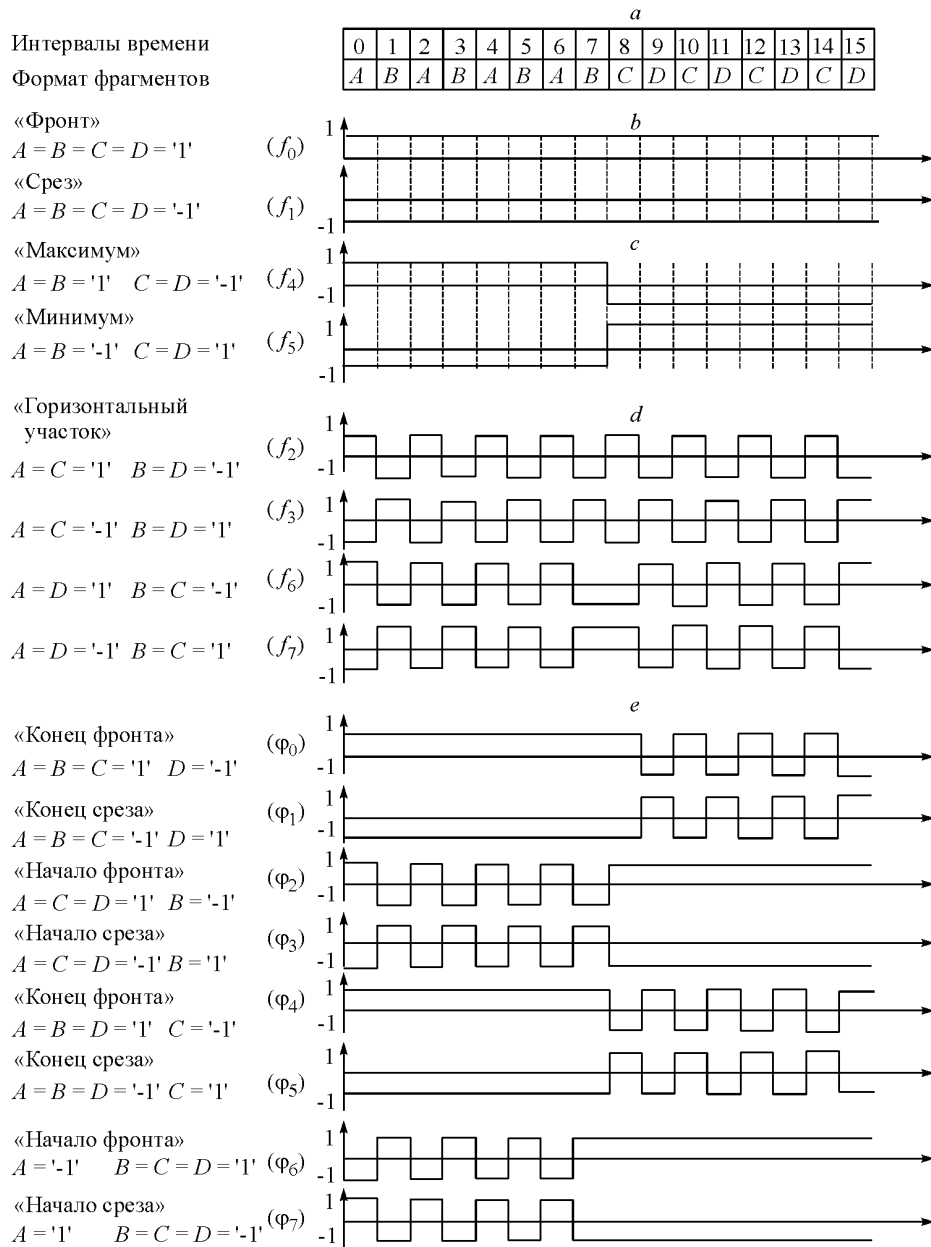 a
Интервалы времени 0 1 2 3 4 5 6 7 8 9 10 11 12 13 14 15
Формат фрагментов A B A B A B A B C D C D C D C D
«Фронт» 1 b
A = B = C = D = '1' (f0)
«Срез»
A = B = C = D = '-1' (f1)
-1
«Максимум» 1 c
A = B = '1' C = D = '-1' (f4) -1
«Минимум» 1
A = B = '-1' C = D = '1' (f5) -1
«Горизонтальный 1 d
участок» (f2)
A = C = '1' B = D = '-1' -1
A = C = '-1' B = D = '1' (f3) 1 -1
A = D = '1' B = C = '-1' (f6) 1 -1
A = D = '-1' B = C = '1' (f7) 1 -1
e
«Конец фронта» (φ0) 1
A = B = C = '1' D = '-1' -1
«Конец среза» (φ1) 1
A = B = C = '-1' D = '1' -1
«Начало фронта» (φ2) 1
A = C = D = '1' B = '-1' -1
«Начало среза» (φ3) 1
A = C = D = '-1' B = '1' -1
«Конец фронта» (φ4) 1
A = B = D = '1' C = '-1' -1
«Конец среза» (φ5) 1
A = B = D = '-1' C = '1' -1
«Начало фронта» 1
A = '-1' B = C = D = '1' (φ6) -1
«Начало среза» (φ7) 1
A = '1' B = C = D = '-1' -1